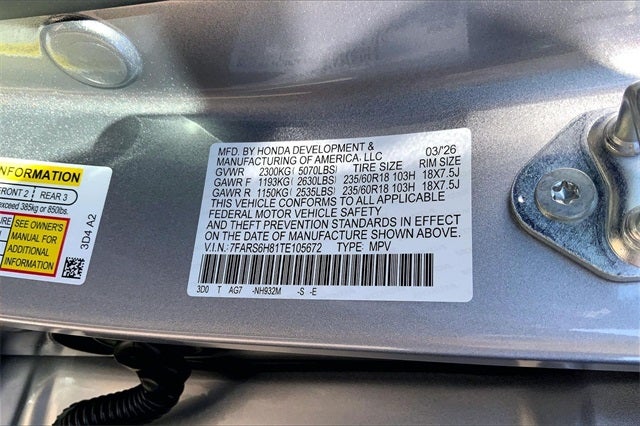 INFORMATION
FRONT 2 REAR 3
exceed 385kg or 850lbs.
SEE OWNER'S
MANUAL FOR
ADDITIONAL
INFORMATION
3D1 A2
MFD. BY HONDA DEVELOPMENT & 03/26
MANUFACTURING OF AMERICA, LLC
GVWR 2300KG( 5070LBS) TIRE SIZE RIM SIZE
GAWR F 1193KG( 2630LBS) 235/60R18 103H 18X7.5J
GAWR R 1150KG( 2535LBS) 235/60R18 103H 18X7.5J
THIS VEHICLE CONFORMS TO ALL APPLICABLE
FEDERAL MOTOR VEHICLE SAFETY
AND THEFT PREVENTION STANDARDS IN EFFECT
ON THE DATE OF MANUFACTURE SHOWN ABOVE.
V.I.N.: 7FARS6H81TE105672 TYPE MPV
3D0 T AG7 -NH932M -S -E